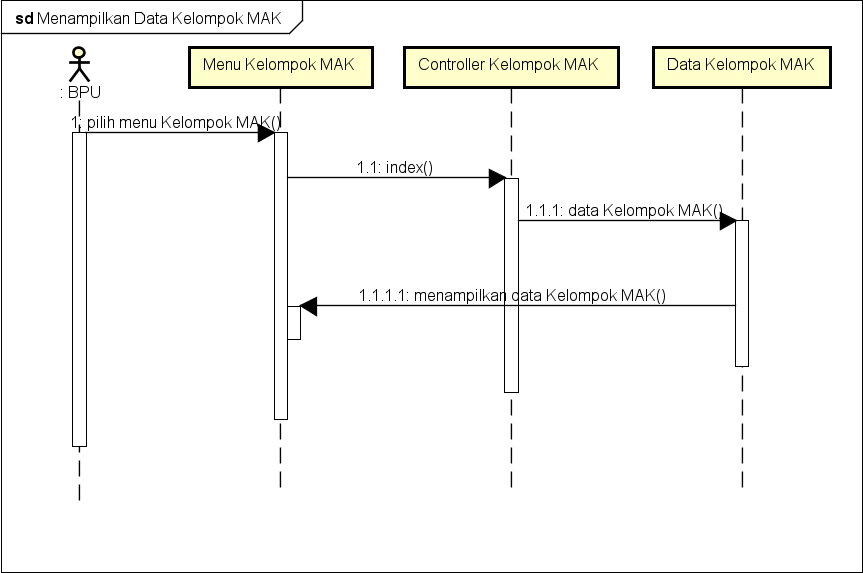 sd Menampilkan Data Kelompok MAK
Menu Kelompok MAK
Controller Kelompok MAK
Data Kelompok MAK
: BPU
1: pilih menu Kelompok MAK()
1.1: index()
1.1.1: data Kelompok MAK()
1.1.1.1: menampilkan data Kelompok MAK()